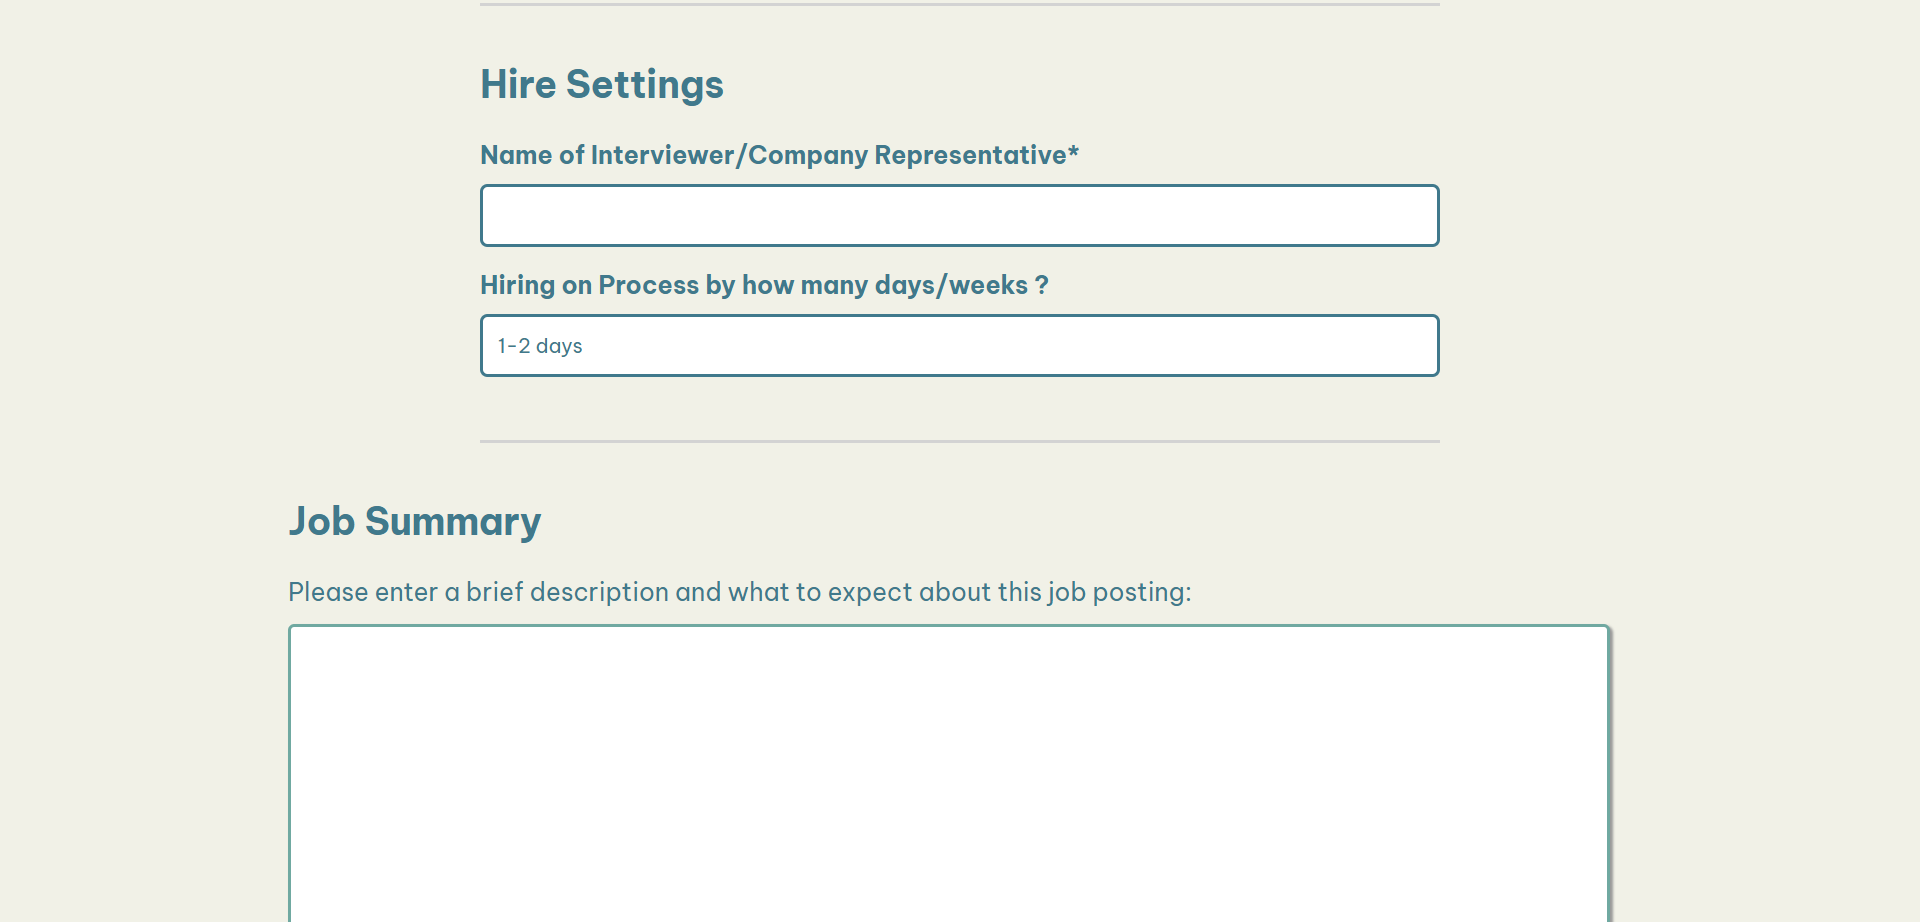 Hire Settings
Name of Interviewer/Company Representative*
Hiring on Process by how many days/weeks ?
1-2 days
Job Summary
Please enter a brief description and what to expect about this job posting: